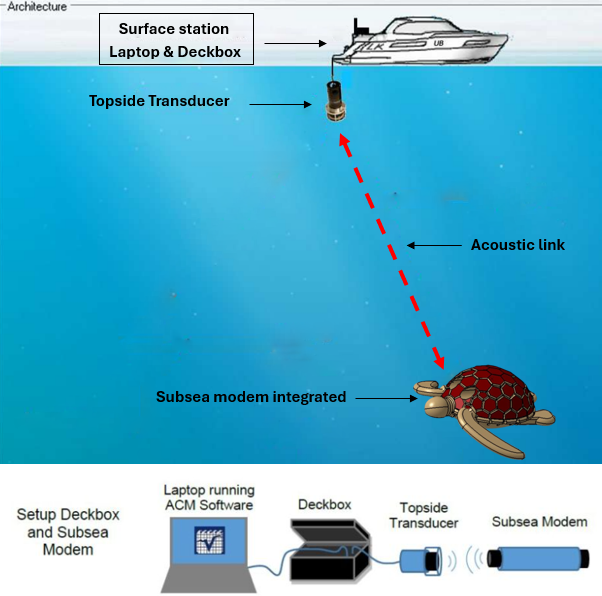 Architecture
Surface station
Laptop & Deckbox
LK
UB
Topside Transducer
Acoustic link
Subsea modem integrated
Setup Deckbox
and Subsea
Modem
Laptop running
ACM Software
Deckbox
Topside
Transducer
Subsea Modem